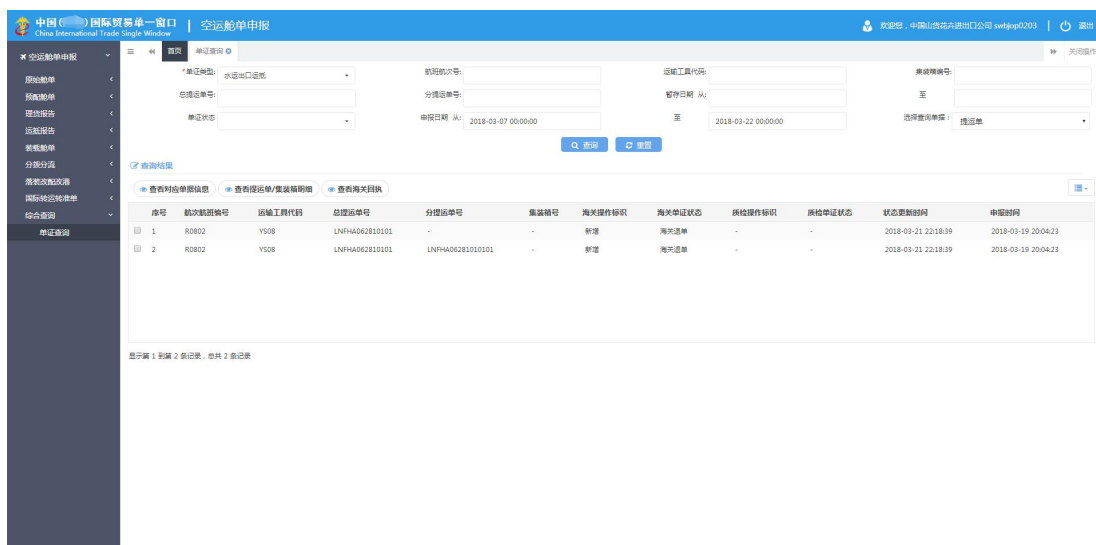 中国( )国际贸易单一窗口 | 空运舱单申报
China International Trade Single Window
欢迎您，中国山货花卉进出口公司 swbjop0203 | 退出
空运舱单申报
首页 单证查询
关闭操作
原始舱单
预配舱单
理货报告
运抵报告
装载舱单
分拨分流
落装改配改港
国际转运转准单
综合查询
单证查询
*单证类型: 水运出口运抵 航班航次号: 运输工具代码: 集装箱编号:
总提运单号: 分提运单号: 暂存日期 从: 至
单证状态 申报日期 从: 2018-03-07 00:00:00 至 2018-03-22 00:00:00 选择查询单据： 提运单
查询 重置
查询结果
查看对应单据信息 查看提运单/集装箱明细 查看海关回执
序号 航次航班编号 运输工具代码 总提运单号 分提运单号 集装箱号 海关操作标识 海关单证状态 质检操作标识 质检单证状态 状态更新时间 申报时间
1 R0802 YS08 LNFHA062810101 - - 新增 海关退单 - - 2018-03-21 22:18:39 2018-03-19 20:04:23
2 R0802 YS08 LNFHA062810101 LNFHA06281010101 - 新增 海关退单 - - 2018-03-21 22:18:39 2018-03-19 20:04:23
显示第 1 到第 2 条记录，总共 2 条记录